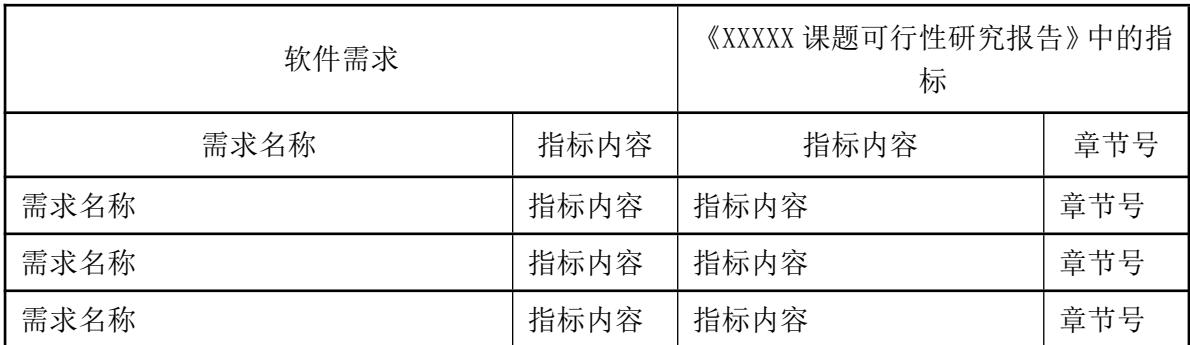 软件需求
《XXXXX 课题可行性研究报告》中的指
标
需求名称 指标内容 指标内容 章节号
需求名称 指标内容 指标内容 章节号
需求名称 指标内容 指标内容 章节号
需求名称 指标内容 指标内容 章节号